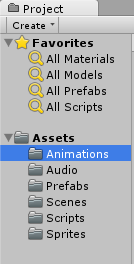 Project
Create
Favorites
All Materials
All Models
All Prefabs
All Scripts
Assets
Animations
Audio
Prefabs
Scenes
Scripts
Sprites